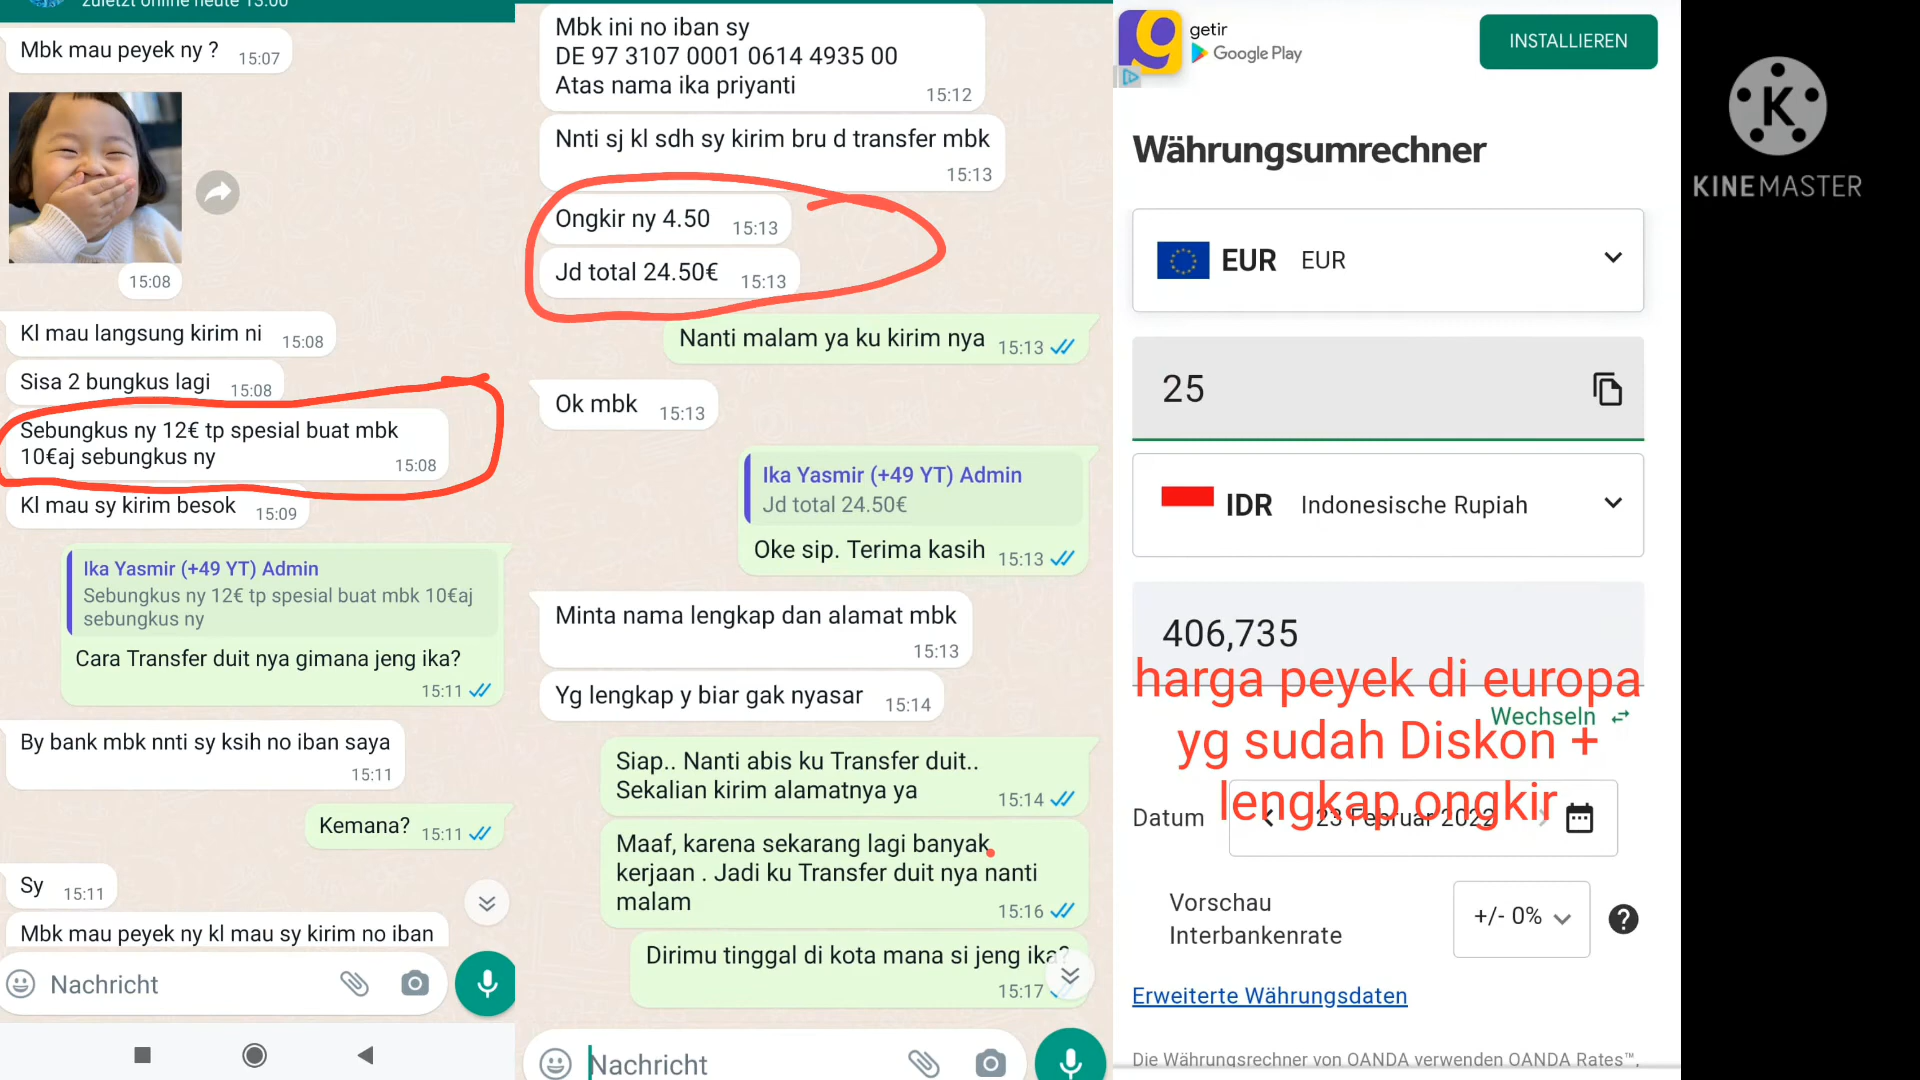 zuletzt online heute 13:00
Mbk mau peyek ny ? 15:07
15:08
Kl mau langsung kirim ni 15:08
Sisa 2 bungkus lagi 15:08
Sebungkus ny 12€ tp spesial buat mbk
10€aj sebungkus ny 15:08
Kl mau sy kirim besok 15:09
Ika Yasmir (+49 YT) Admin
Sebungkus ny 12€ tp spesial buat mbk 10€aj
sebungkus ny
Cara Transfer duit nya gimana jeng ika?
15:11
By bank mbk nnti sy ksih no iban saya
15:11
Kemana? 15:11
Sy 15:11
Mbk mau peyek ny kl mau sy kirim no iban
Nachricht
Mbk ini no iban sy
DE 97 3107 0001 0614 4935 00
Atas nama ika priyanti 15:12
Nnti sj kl sdh sy kirim bru d transfer mbk
15:13
Ongkir ny 4.50 15:13
Jd total 24.50€ 15:13
Nanti malam ya ku kirim nya 15:13
Ok mbk 15:13
Ika Yasmir (+49 YT) Admin
Jd total 24.50€
Oke sip. Terima kasih 15:13
Minta nama lengkap dan alamat mbk
15:13
Yg lengkap y biar gak nyasar 15:14
Siap.. Nanti abis ku Transfer duit..
Sekalian kirim alamatnya ya 15:14
Maaf, karena sekarang lagi banyak
kerjaan . Jadi ku Transfer duit nya nanti
malam 15:16
Dirimu tinggal di kota mana si jeng ika?
15:17
Nachricht
getir
Google Play
INSTALLIEREN
Währungsumrechner
EUR EUR
25
IDR Indonesische Rupiah
406,735
harga peyek di europa
Wechseln
yg sudah Diskon +
lengkap ongkir
Datum 23 Februar 2022
Vorschau
Interbankenrate
+/- 0%
Erweiterte Währungsdaten
Die Währungsrechner von OANDA verwenden OANDA Rates™,
K
KINEMASTER